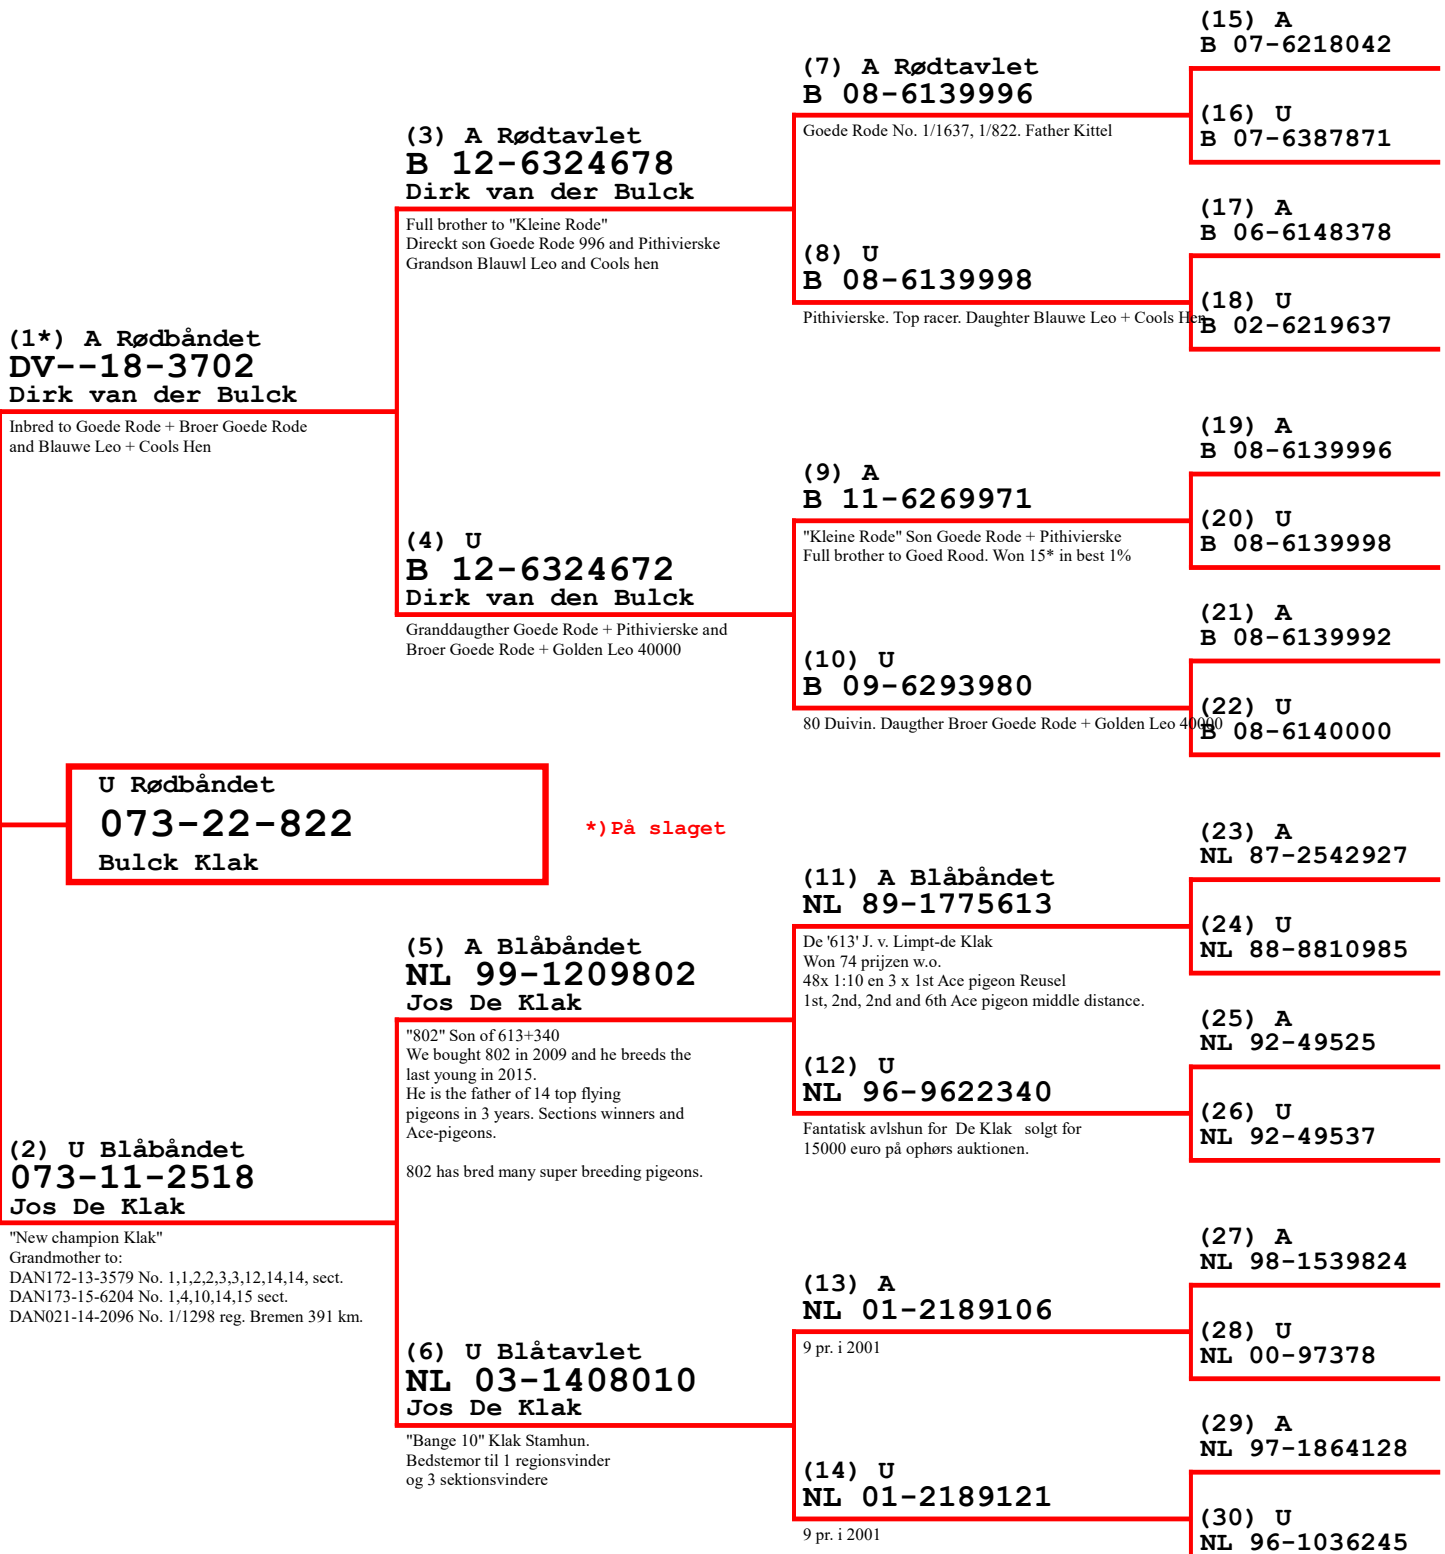 (1*) A Rødbåndet
DV--18-3702
Dirk van der Bulck
Inbred to Goede Rode + Broer Goede Rode
and Blauwe Leo + Cools Hen
U Rødbåndet
073-22-822
Bulck Klak
*)På slaget
(2) U Blåbåndet
073-11-2518
Jos De Klak
"New champion Klak"
Grandmother to:
DAN172-13-3579 No. 1,1,2,2,3,3,12,14,14, sect.
DAN173-15-6204 No. 1,4,10,14,15 sect.
DAN021-14-2096 No. 1/1298 reg. Bremen 391 km.
(3) A Rødtavlet
B 12-6324678
Dirk van der Bulck
Full brother to "Kleine Rode"
Direckt son Goede Rode 996 and Pithivierske
Grandson Blauwl Leo and Cools hen
(4) U
B 12-6324672
Dirk van den Bulck
Granddaugther Goede Rode + Pithivierske and
Broer Goede Rode + Golden Leo 40000
(5) A Blåbåndet
NL 99-1209802
Jos De Klak
"802" Son of 613+340
We bought 802 in 2009 and he breeds the
last young in 2015.
He is the father of 14 top flying
pigeons in 3 years. Sections winners and
Ace-pigeons.
802 has bred many super breeding pigeons.
(6) U Blåtavlet
NL 03-1408010
Jos De Klak
"Bange 10" Klak Stamhun.
Bedstemor til 1 regionsvinder
og 3 sektionsvindere
(7) A Rødtavlet
B 08-6139996
Goede Rode No. 1/1637, 1/822. Father Kittel
(8) U
B 08-6139998
Pithivierske. Top racer. Daughter Blauwe Leo + Cools Hen
(9) A
B 11-6269971
"Kleine Rode" Son Goede Rode + Pithivierske
Full brother to Goed Rood. Won 15* in best 1%
(10) U
B 09-6293980
80 Duivin. Daugther Broer Goede Rode + Golden Leo 40000
(11) A Blåbåndet
NL 89-1775613
De '613' J. v. Limpt-de Klak
Won 74 prijzen w.o.
48x 1:10 en 3 x 1st Ace pigeon Reusel
1st, 2nd, 2nd and 6th Ace pigeon middle distance.
(12) U
NL 96-9622340
Fantatisk avlshun for De Klak solgt for
15000 euro på ophørs auktionen.
(13) A
NL 01-2189106
9 pr. i 2001
(14) U
NL 01-2189121
9 pr. i 2001
(15) A
B 07-6218042
(16) U
B 07-6387871
(17) A
B 06-6148378
(18) U
B 02-6219637
(19) A
B 08-6139996
(20) U
B 08-6139998
(21) A
B 08-6139992
(22) U
B 08-6140000
(23) A
NL 87-2542927
(24) U
NL 88-8810985
(25) A
NL 92-49525
(26) U
NL 92-49537
(27) A
NL 98-1539824
(28) U
NL 00-97378
(29) A
NL 97-1864128
(30) U
NL 96-1036245